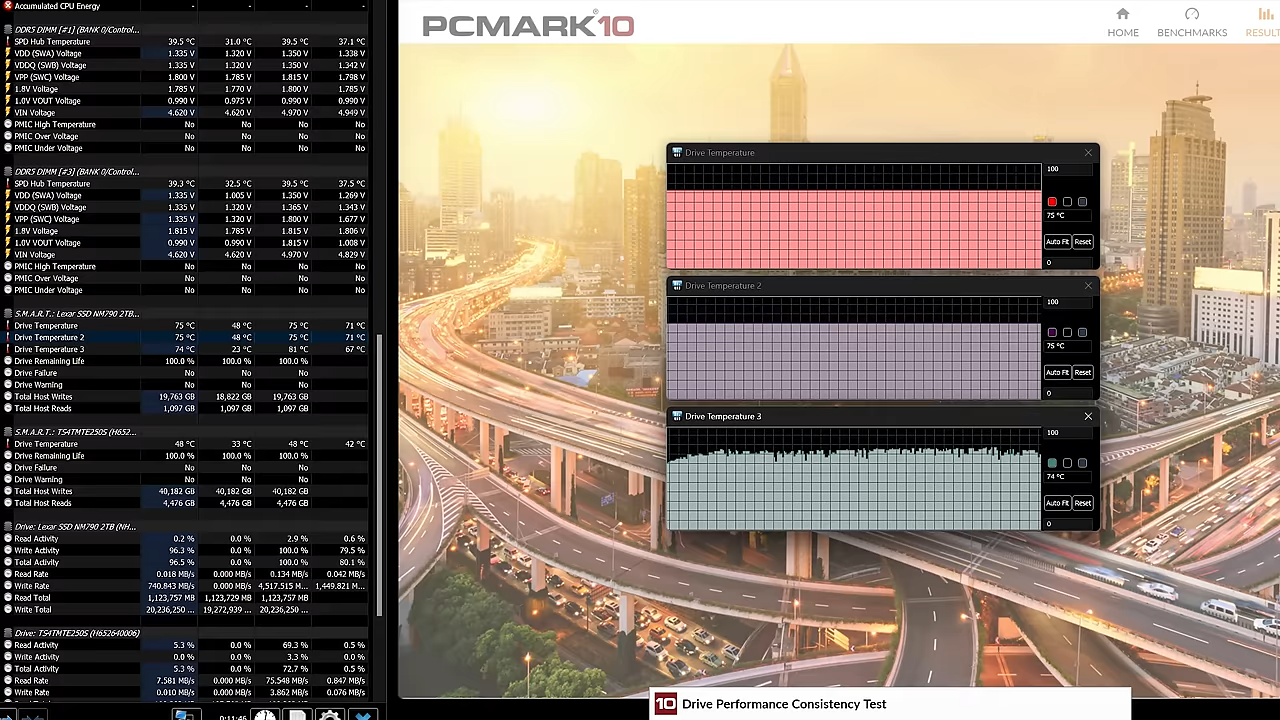 Accumulated CPU Energy - - - -
DDR5 DIMM [#1] (BANK 0/Control...
SPD Hub Temperature 39.5 °C 31.0 °C 39.5 °C 37.1 °C
VDD (SWA) Voltage 1.335 V 1.320 V 1.350 V 1.338 V
VDDQ (SWB) Voltage 1.335 V 1.320 V 1.350 V 1.342 V
VPP (SWC) Voltage 1.800 V 1.785 V 1.815 V 1.798 V
1.8V Voltage 1.785 V 1.770 V 1.800 V 1.785 V
1.0V VOUT Voltage 0.990 V 0.975 V 0.990 V 0.990 V
VIN Voltage 4.620 V 4.620 V 4.970 V 4.949 V
PMIC High Temperature No No No No
PMIC Over Voltage No No No No
PMIC Under Voltage No No No No
DDR5 DIMM [#3] (BANK 0/Control...
SPD Hub Temperature 39.3 °C 32.5 °C 39.5 °C 37.5 °C
VDD (SWA) Voltage 1.335 V 1.005 V 1.350 V 1.269 V
VDDQ (SWB) Voltage 1.335 V 1.320 V 1.350 V 1.343 V
VPP (SWC) Voltage 1.335 V 1.320 V 1.800 V 1.677 V
1.8V Voltage 1.815 V 1.785 V 1.815 V 1.806 V
1.0V VOUT Voltage 0.990 V 0.990 V 1.815 V 1.008 V
VIN Voltage 4.620 V 4.620 V 4.970 V 4.829 V
PMIC High Temperature No No No No
PMIC Over Voltage No No No No
PMIC Under Voltage No No No No
S.M.A.R.T.: Lexar SSD NM790 2TB...
Drive Temperature 75 °C 48 °C 75 °C 71 °C
Drive Temperature 2 75 °C 48 °C 75 °C 71 °C
Drive Temperature 3 74 °C 23 °C 81 °C 67 °C
Drive Remaining Life 100.0 % 100.0 % 100.0 %
Drive Failure No No No No
Drive Warning No No No No
Total Host Writes 19,763 GB 18,822 GB 19,763 GB
Total Host Reads 1,097 GB 1,097 GB 1,097 GB
S.M.A.R.T.: TS4TMTE250S (H652...
Drive Temperature 48 °C 33 °C 48 °C 42 °C
Drive Remaining Life 100.0 % 100.0 % 100.0 %
Drive Failure No No No No
Drive Warning No No No No
Total Host Writes 40,182 GB 40,182 GB 40,182 GB
Total Host Reads 4,476 GB 4,476 GB 4,476 GB
Drive: Lexar SSD NM790 2TB (NH...
Read Activity 0.2 % 0.0 % 2.9 % 0.6 %
Write Activity 96.3 % 0.0 % 100.0 % 79.5 %
Total Activity 96.5 % 0.0 % 100.0 % 80.1 %
Read Rate 0.018 MB/s 0.000 MB/s 0.134 MB/s 0.042 MB/s
Write Rate 740.843 MB/s 0.000 MB/s 4,517.515 M... 1,449.821 M...
Read Total 1,123,757 MB 1,123,729 MB 1,123,757 MB
Write Total 20,236,250 ... 19,272,939 ... 20,236,250 ...
Drive: TS4TMTE250S (H652640006)
Read Activity 5.3 % 0.0 % 69.3 % 0.5 %
Write Activity 0.0 % 0.0 % 3.3 % 0.0 %
Total Activity 5.3 % 0.0 % 72.7 % 0.5 %
Read Rate 7.581 MB/s 0.000 MB/s 75.548 MB/s 0.847 MB/s
Write Rate 0.010 MB/s 0.000 MB/s 3.862 MB/s 0.076 MB/s
0:11:46
PCMARK®10
HOME BENCHMARKS RESULT
Drive Temperature
100
75 °C
Auto Fit Reset
0
Drive Temperature 2
100
75 °C
Auto Fit Reset
0
Drive Temperature 3
100
74 °C
Auto Fit Reset
0
10 Drive Performance Consistency Test